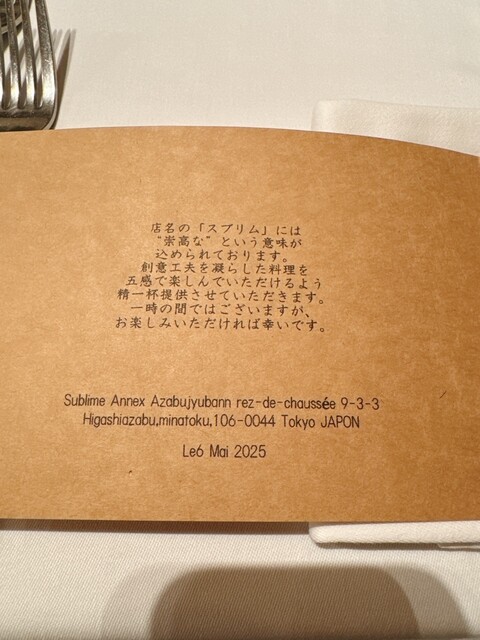 店名の「スブリム」には
“崇高な”という意味が
込められております。
創意工夫を凝らした料理を
五感で楽しんでいただけるよう
精一杯提供させていただきます。
一時の間ではございますが、
お楽しみいただければ幸いです。
Sublime Annex Azabujyubann rez-de-chaussée 9-3-3
Higashiazabu,minatoku,106-0044 Tokyo JAPON
Le6 Mai 2025